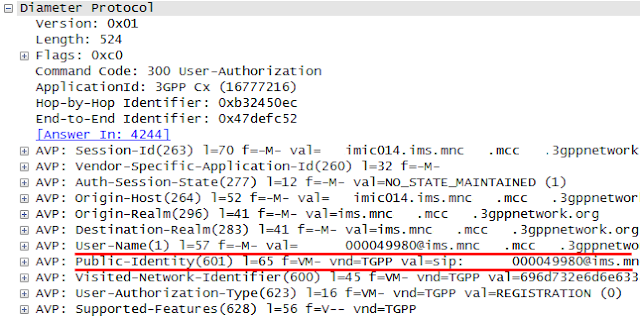 Diameter Protocol
Version: 0x01
Length: 524
Flags: 0xc0
Command Code: 300 User-Authorization
ApplicationId: 3GPP Cx (16777216)
Hop-by-Hop Identifier: 0xb32450ec
End-to-End Identifier: 0x47defc52
[Answer In: 4244]
AVP: Session-Id(263) l=70 f=-M- val= imic014.ims.mnc .mcc .3gppnetwork
AVP: Vendor-Specific-Application-Id(260) l=32 f=-M-
AVP: Auth-Session-State(277) l=12 f=-M- val=NO_STATE_MAINTAINED (1)
AVP: Origin-Host(264) l=52 f=-M- val= imic014.ims.mnc .mcc .3gppnetwork.
AVP: Origin-Realm(296) l=41 f=-M- val=ims.mnc .mcc .3gppnetwork.org
AVP: Destination-Realm(283) l=41 f=-M- val=ims.mnc .mcc .3gppnetwork.org
AVP: User-Name(1) l=57 f=-M- val= 000049980@ims.mnc .mcc .3gppnetwo
AVP: Public-Identity(601) l=65 f=VM- vnd=TGPP val=sip: 000049980@ims.mn
AVP: Visited-Network-Identifier(600) l=45 f=VM- vnd=TGPP val=696d732e6d6e633
AVP: User-Authorization-Type(623) l=16 f=VM- vnd=TGPP val=REGISTRATION (0)
AVP: Supported-Features(628) l=56 f=V-- vnd=TGPP